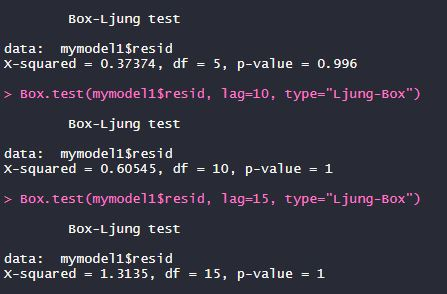 Box-Ljung test
data:  mymodel1$resid
X-squared = 0.37374, df = 5, p-value = 0.996
> Box.test(mymodel1$resid, lag=10, type="Ljung-Box")
Box-Ljung test
data:  mymodel1$resid
X-squared = 0.60545, df = 10, p-value = 1
> Box.test(mymodel1$resid, lag=15, type="Ljung-Box")
Box-Ljung test
data:  mymodel1$resid
X-squared = 1.3135, df = 15, p-value = 1